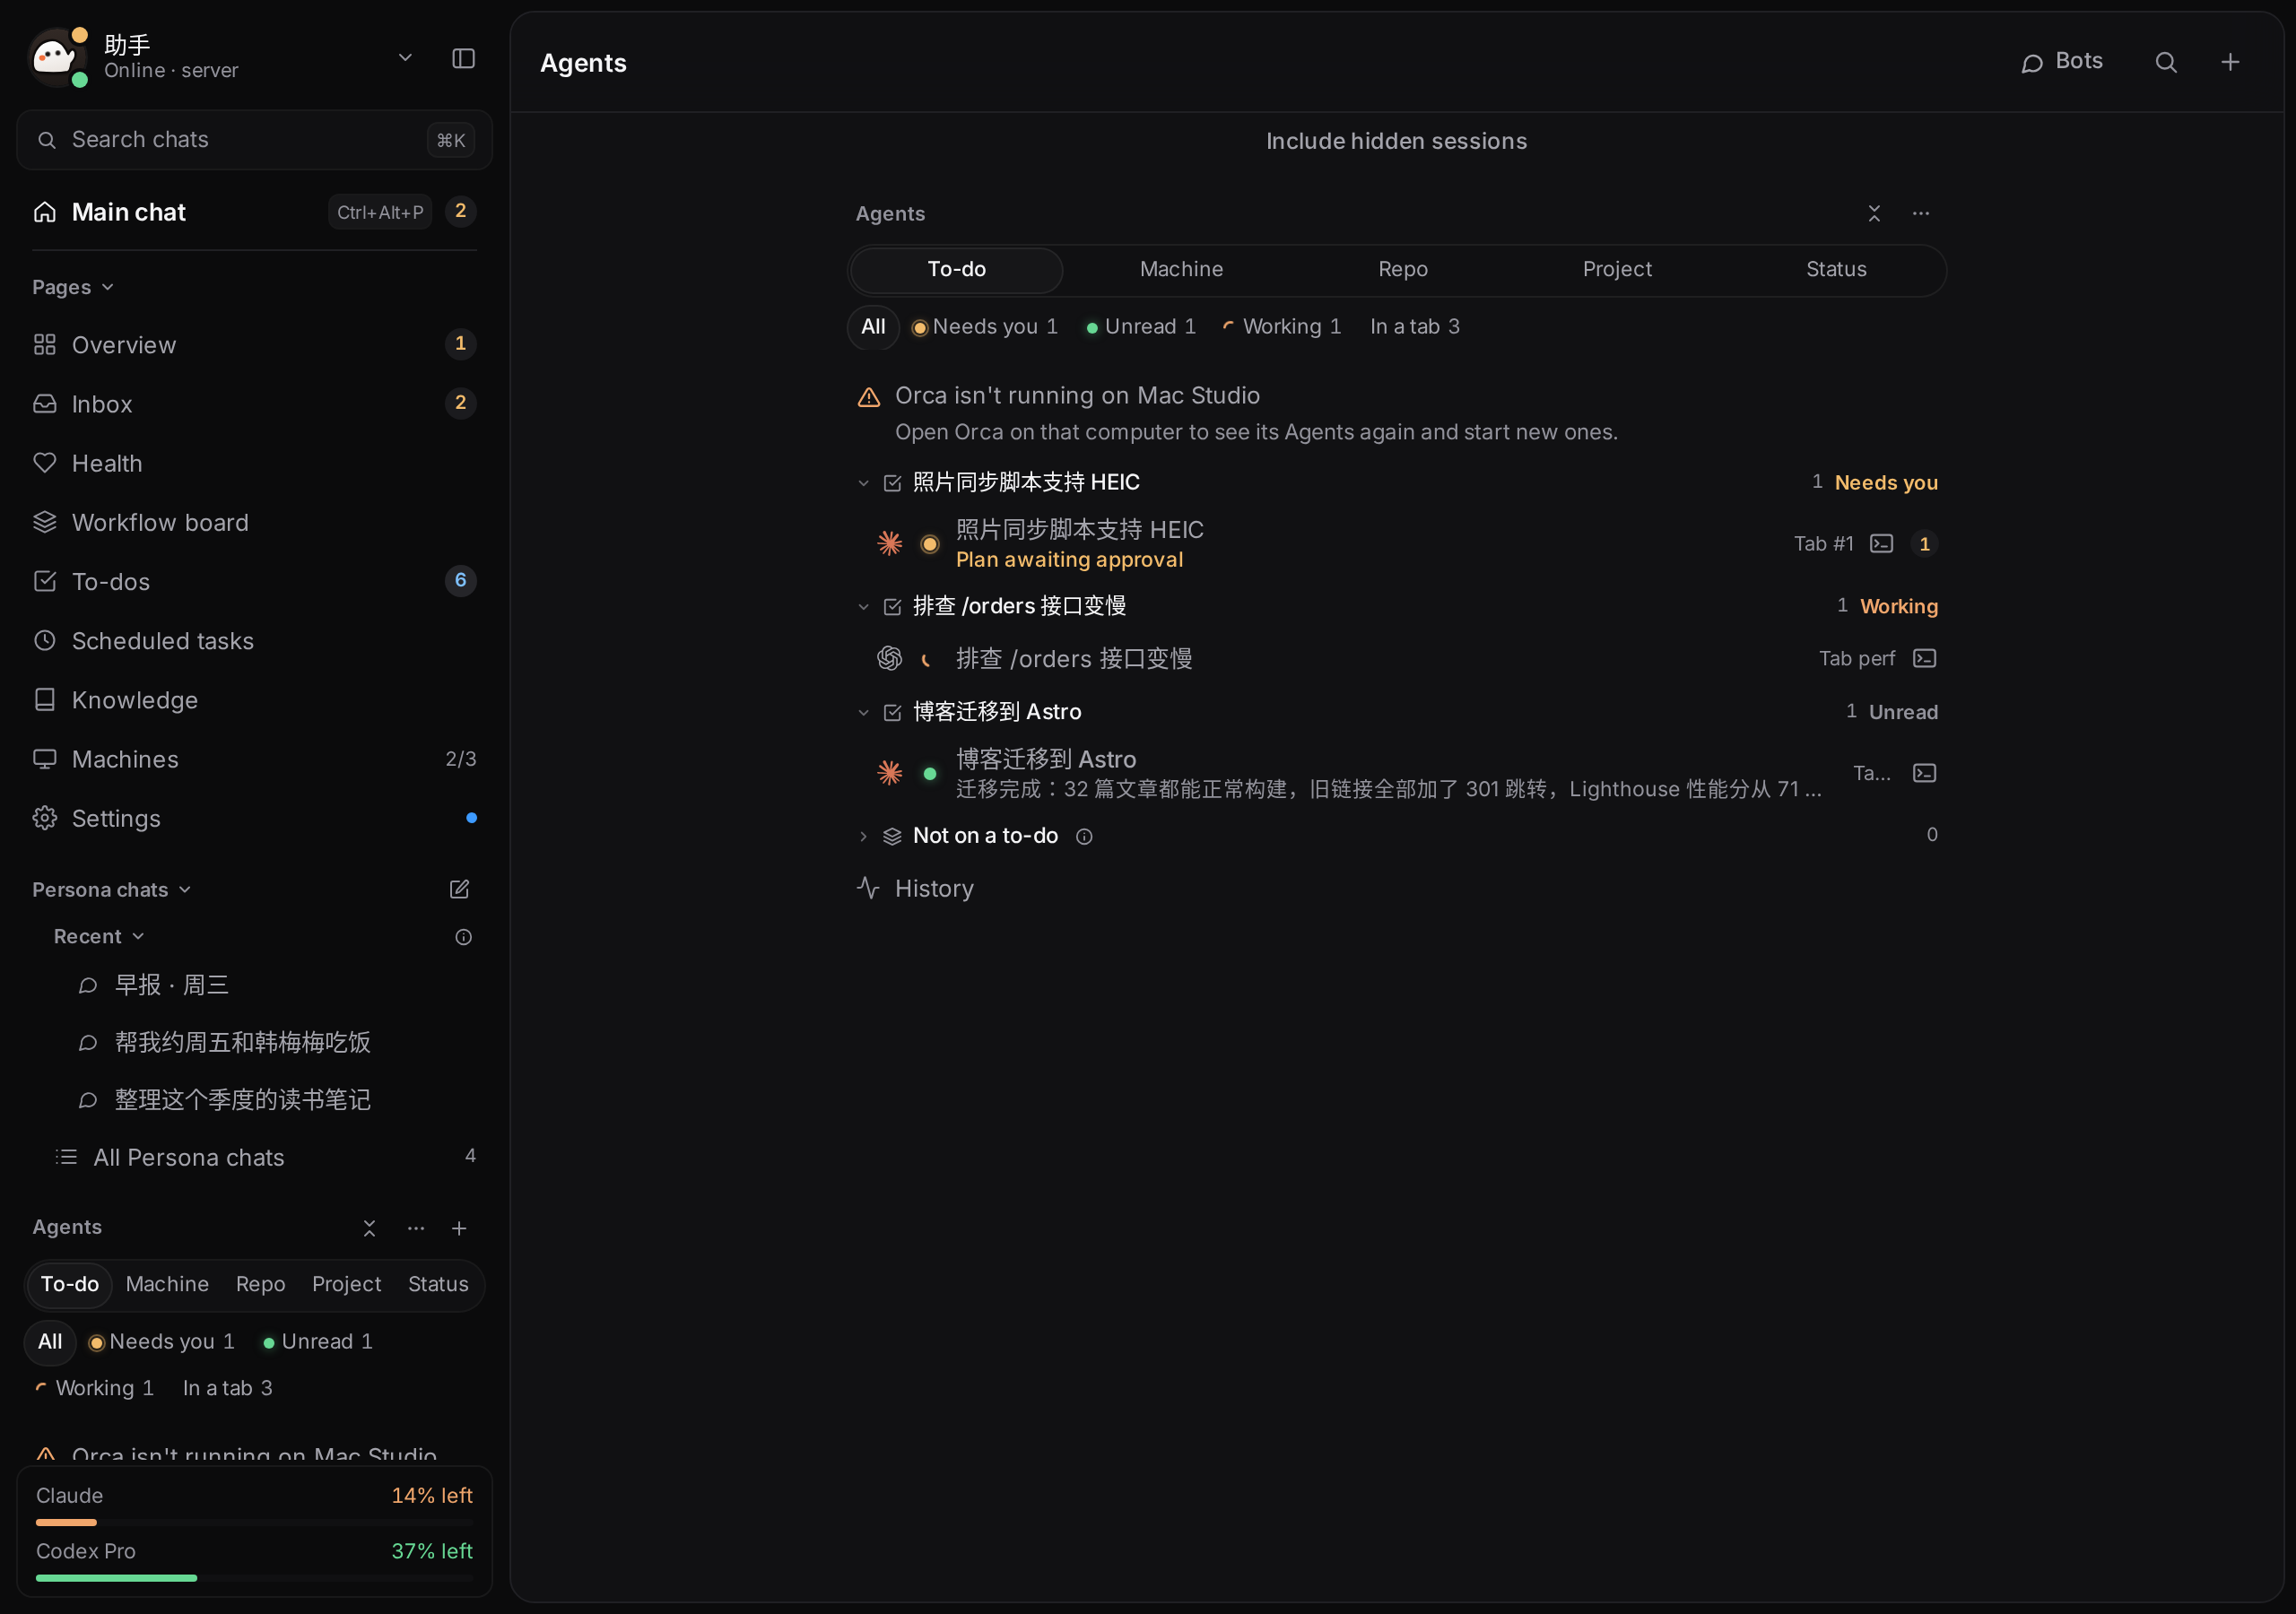 助手
Online · server
Search chats ⌘K
Main chat Ctrl+Alt+P 2
Pages
Overview 1
Inbox 2
Health
Workflow board
To-dos 6
Scheduled tasks
Knowledge
Machines 2/3
Settings
Persona chats
Recent
早报 · 周三
帮我约周五和韩梅梅吃饭
整理这个季度的读书笔记
All Persona chats 4
Agents
To-do Machine Repo Project Status
All Needs you 1 Unread 1
Working 1 In a tab 3
Orca isn't running on Mac Studio
Claude 14% left
Codex Pro 37% left
Agents Bots
Include hidden sessions
Agents
To-do Machine Repo Project Status
All Needs you 1 Unread 1 Working 1 In a tab 3
Orca isn't running on Mac Studio
Open Orca on that computer to see its Agents again and start new ones.
照片同步脚本支持 HEIC 1 Needs you
照片同步脚本支持 HEIC
Plan awaiting approval
Tab #1 1
排查 /orders 接口变慢 1 Working
排查 /orders 接口变慢 Tab perf
博客迁移到 Astro 1 Unread
博客迁移到 Astro
迁移完成：32 篇文章都能正常构建，旧链接全部加了 301 跳转，Lighthouse 性能分从 71 ...
Ta...
Not on a to-do 0
History